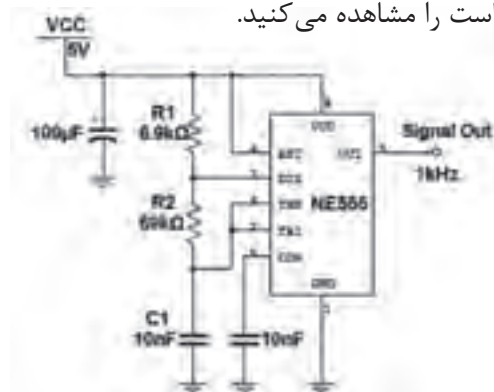 است را مشاهده می‌کنید.
VCC
5V
100µF
R1
6.9kΩ
R2
69kΩ
C1
10nF
10nF
NE555
VCC
RST
OUT
DIS
THR
TRI
CON
GND
Signal Out
1kHz